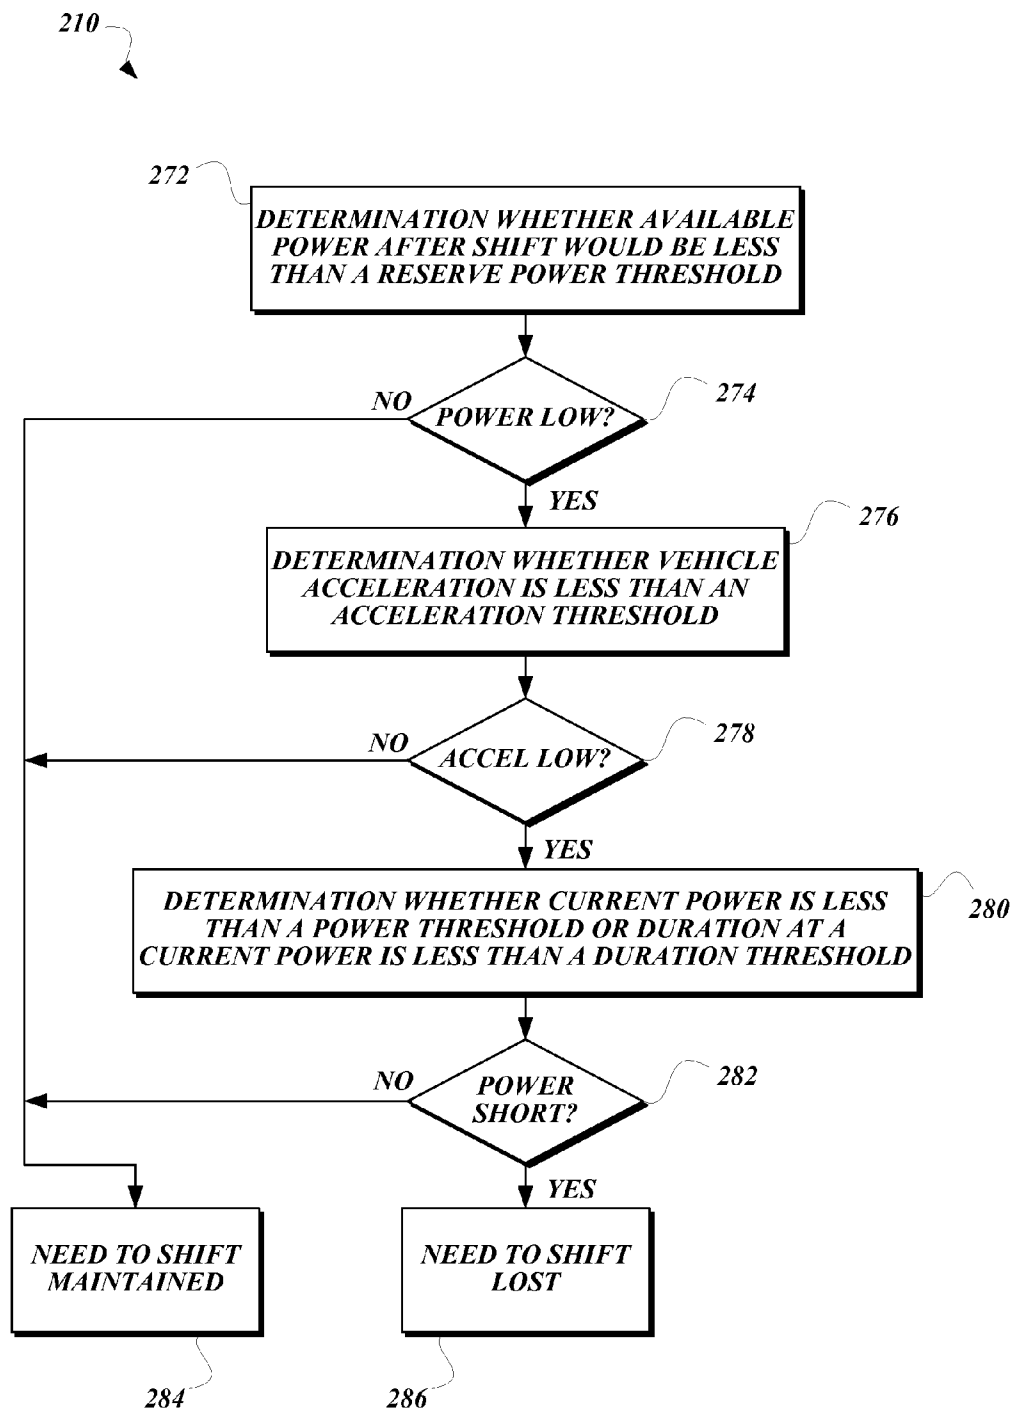 210
272
DETERMINATION WHETHER AVAILABLE
POWER AFTER SHIFT WOULD BE LESS
THAN A RESERVE POWER THRESHOLD
NO
POWER LOW?
274
YES
276
DETERMINATION WHETHER VEHICLE
ACCELERATION IS LESS THAN AN
ACCELERATION THRESHOLD
NO
ACCEL LOW?
278
YES
DETERMINATION WHETHER CURRENT POWER IS LESS
THAN A POWER THRESHOLD OR DURATION AT A
CURRENT POWER IS LESS THAN A DURATION THRESHOLD
280
NO
POWER
SHORT?
282
YES
NEED TO SHIFT
MAINTAINED
NEED TO SHIFT
LOST
284
286